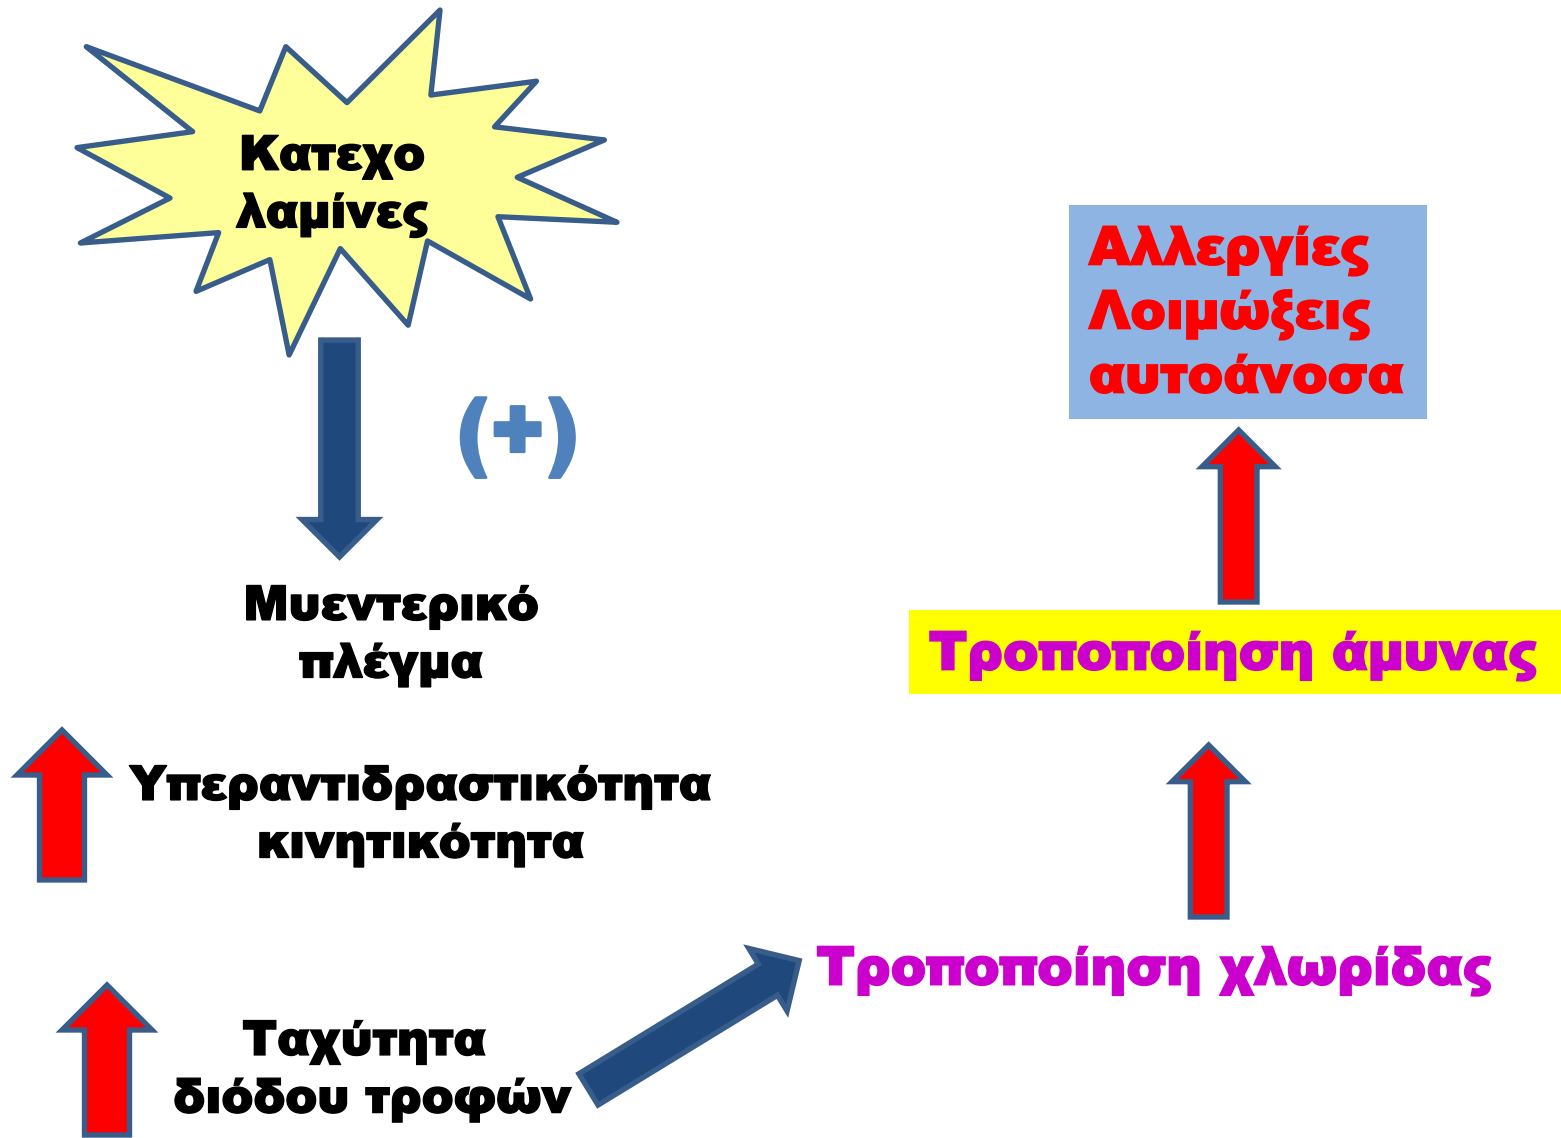 Κατεχο
λαμίνες
(+)
Μυεντερικό
πλέγμα
Υπεραντιδραστικότητα
κινητικότητα
Ταχύτητα
διόδου τροφών
Τροποποίηση χλωρίδας
Τροποποίηση άμυνας
Αλλεργίες
Λοιμώξεις
αυτοάνοσα